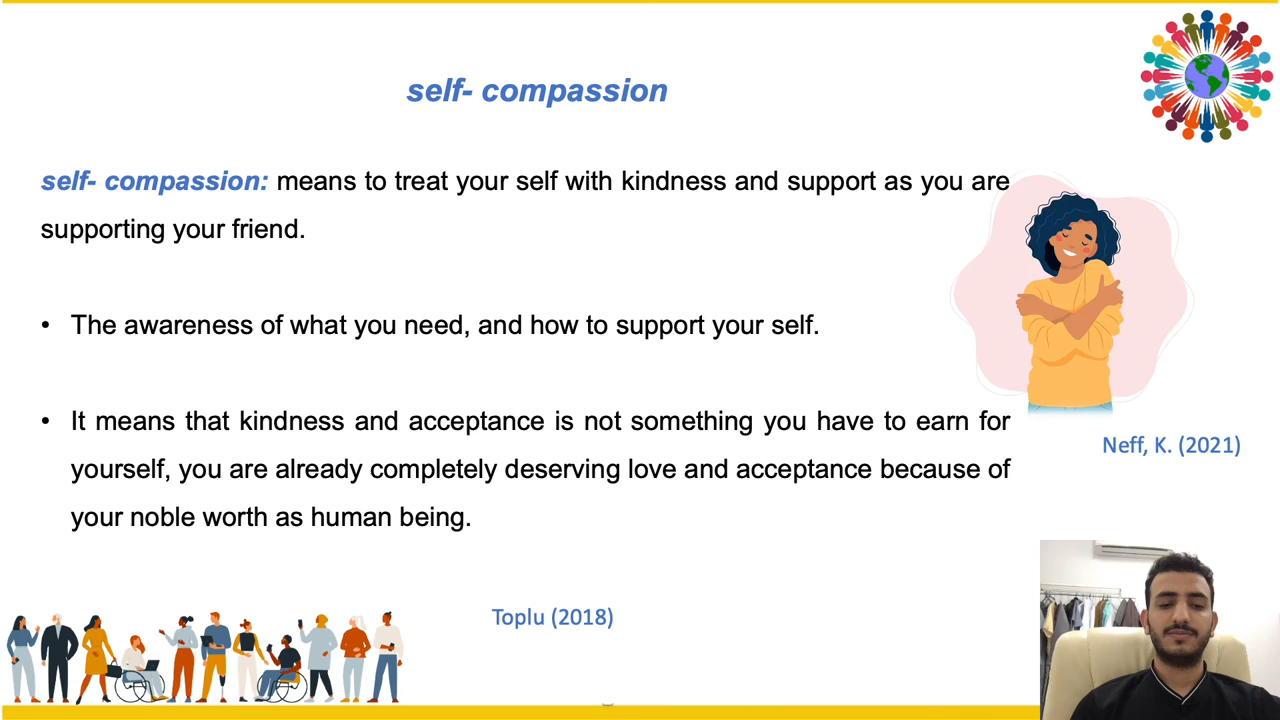 self- compassion
self- compassion: means to treat your self with kindness and support as you are
supporting your friend.
• The awareness of what you need, and how to support your self.
• It means that kindness and acceptance is not something you have to earn for
yourself, you are already completely deserving love and acceptance because of
your noble worth as human being.
Neff, K. (2021)
Toplu (2018)